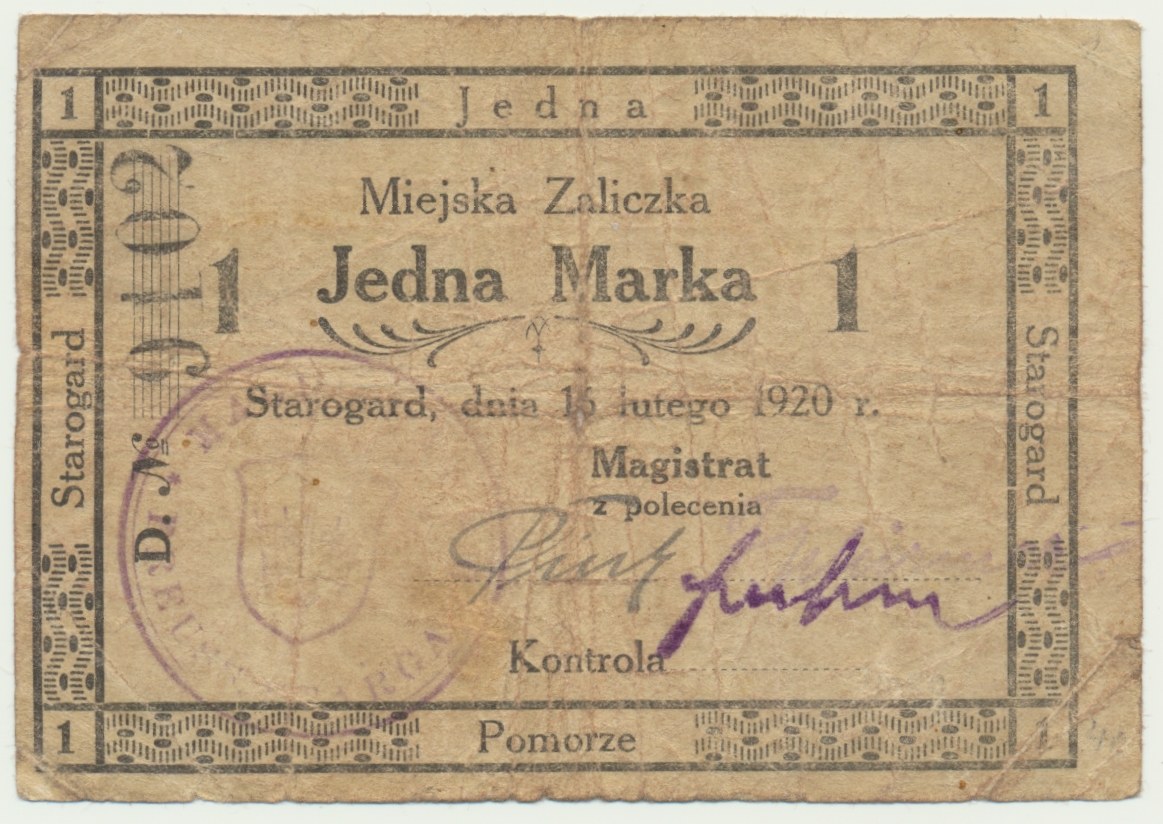 1 Jedna 1
Miejska Zaliczka
1 Jedna Marka 1
Starogard, dnia 16 lutego 1920 r.
Magistrat
z polecenia
Kontrola
1 Pomorze 1
Starogard
Starogard
D. № 9102